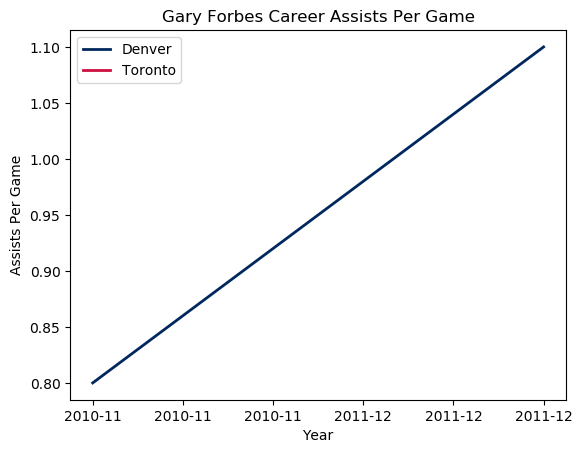 Gary Forbes Career Assists Per Game
Denver
Toronto
1.10
1.05
1.00
0.95
0.90
0.85
0.80
Assists Per Game
2010-11 2010-11 2010-11 2011-12 2011-12 2011-12
Year